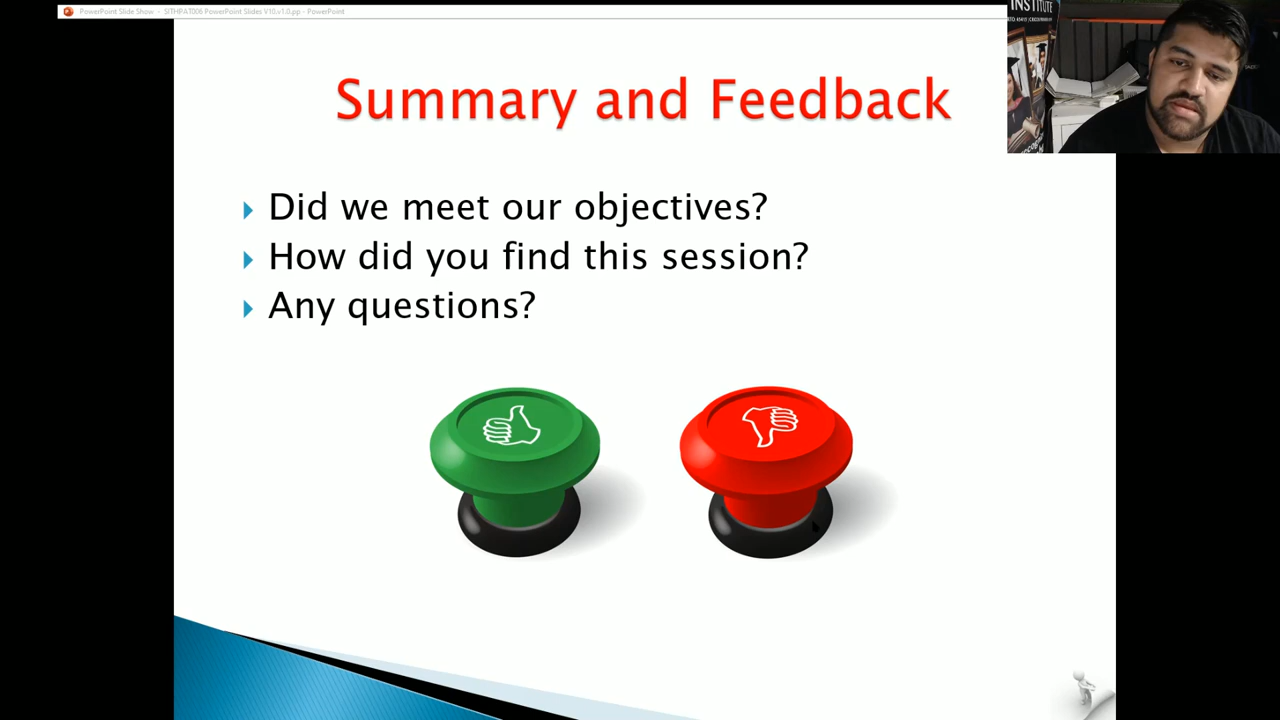 PowerPoint Slide Show - SITHPAT006 PowerPoint Slides V10.v1.0.pp - PowerPoint
INSTITUTE
Summary and Feedback
Did we meet our objectives?
How did you find this session?
Any questions?